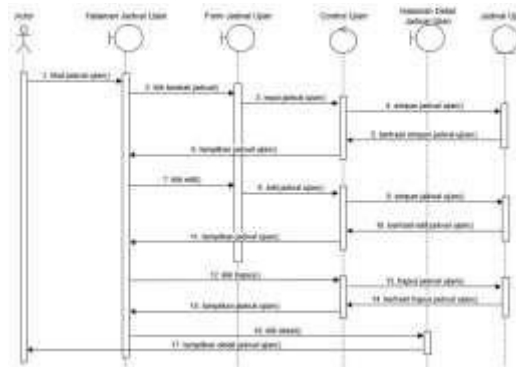 Actor
Halaman Jadwal Ujian
Form Jadwal Ujian
Control Ujian
Halaman Detail
Jadwal Ujian
Jadwal Ujian
1. lihat jadwal ujian()
2. klik tambah jadwal()
3. input jadwal ujian()
4. simpan jadwal ujian()
5. berhasil simpan jadwal ujian()
6. tampilkan jadwal ujian()
7. klik edit()
8. edit jadwal ujian()
9. simpan jadwal ujian()
10. berhasil edit jadwal ujian()
11. tampilkan jadwal ujian()
12. klik hapus()
13. hapus jadwal ujian()
14. berhasil hapus jadwal ujian()
15. tampilkan jadwal ujian()
16. klik detail()
17. tampilkan detail jadwal ujian()